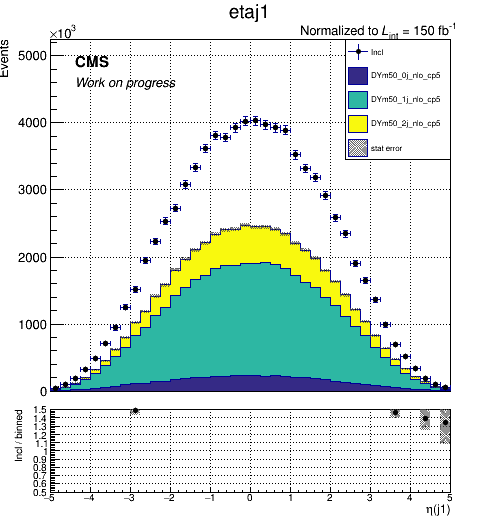 etaj1
×10³
Normalized to L_int = 150 fb⁻¹
Events
5000
4000
3000
2000
1000
0
CMS
Work on progress
Incl
DYm50_0j_nlo_cp5
DYm50_1j_nlo_cp5
DYm50_2j_nlo_cp5
stat error
Incl / binned
1.5
1.4
1.3
1.2
1.1
1
0.9
0.8
0.7
0.6
0.5
−5 −4 −3 −2 −1 0 1 2 3 4 5
η(j1)